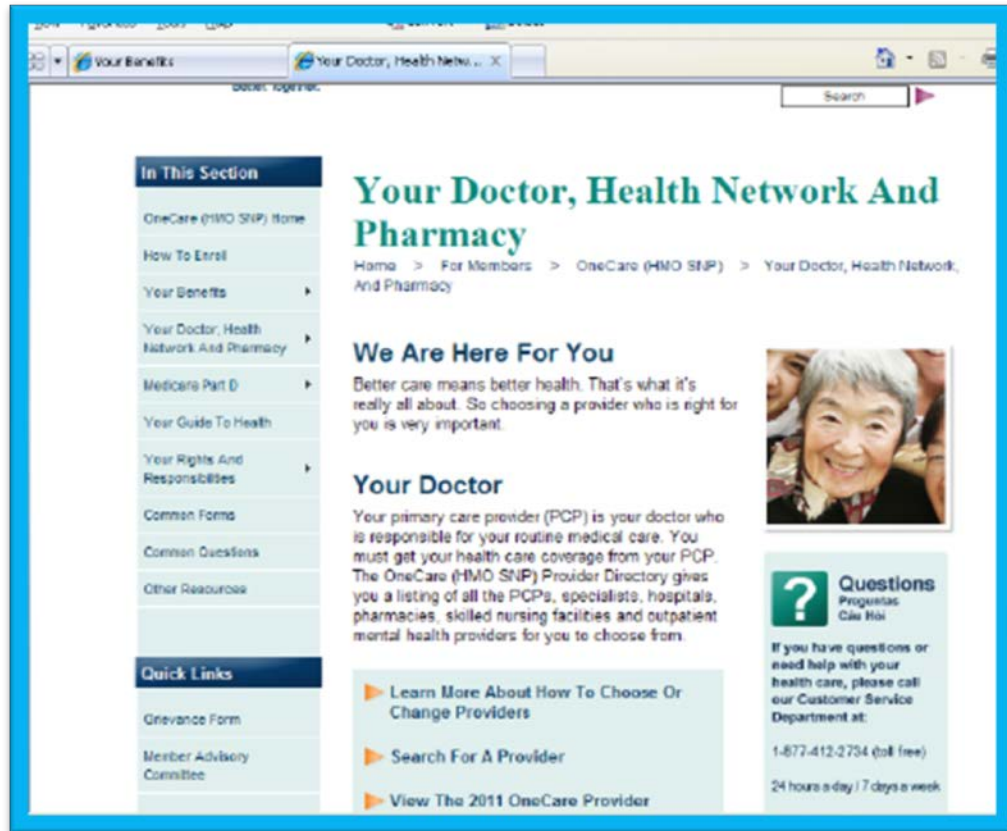 Your Benefits
Your Doctor, Health Netw... X
Better. Together.
Search
In This Section
OneCare (HMO SNP) Home
How To Enroll
Your Benefits
Your Doctor, Health
Network And Pharmacy
Medicare Part D
Your Guide To Health
Your Rights And
Responsibilities
Common Forms
Common Questions
Other Resources
Quick Links
Grievance Form
Member Advisory
Committee
Your Doctor, Health Network And
Pharmacy
Home > For Members > OneCare (HMO SNP) > Your Doctor, Health Network,
And Pharmacy
We Are Here For You
Better care means better health. That's what it's
really all about. So choosing a provider who is right for
you is very important.
Your Doctor
Your primary care provider (PCP) is your doctor who
is responsible for your routine medical care. You
must get your health care coverage from your PCP.
The OneCare (HMO SNP) Provider Directory gives
you a listing of all the PCPs, specialists, hospitals,
pharmacies, skilled nursing facilities and outpatient
mental health providers for you to choose from.
Learn More About How To Choose Or
Change Providers
Search For A Provider
View The 2011 OneCare Provider
? Questions
Preguntas
Câu Hỏi
If you have questions or
need help with your
health care, please call
our Customer Service
Department at:
1-877-412-2734 (toll free)
24 hours a day / 7 days a week